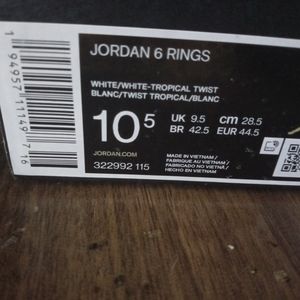 JORDAN 6 RINGS
WHITE/WHITE-TROPICAL TWIST
BLANC/TWIST TROPICAL/BLANC
10.5 UK 9.5 cm 28.5
BR 42.5 EUR 44.5
JORDAN.COM
322992 115
MADE IN VIETNAM /
FABRIQUE AU VIETNAM /
FABRICADO NO VIETNAM /
HECHO EN VIETNAM